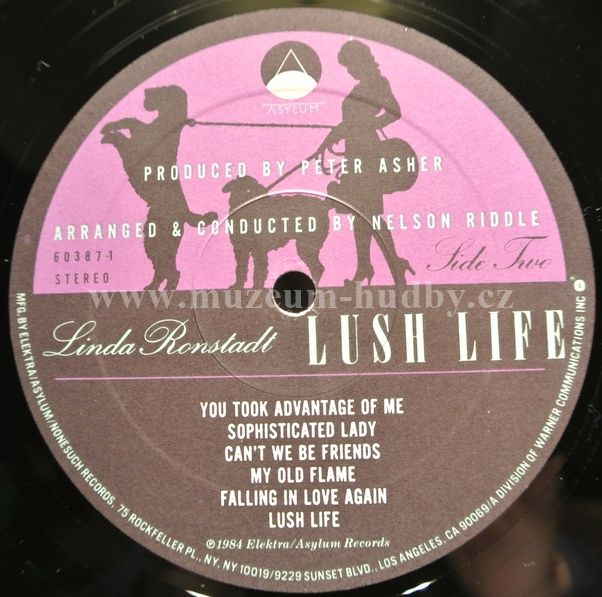 ASYLUM
PRODUCED BY PETER ASHER
ARRANGED & CONDUCTED BY NELSON RIDDLE
60387-1
STEREO
Side Two
www.muzeum-hudby.cz
Linda Ronstadt
LUSH LIFE
YOU TOOK ADVANTAGE OF ME
SOPHISTICATED LADY
CAN'T WE BE FRIENDS
MY OLD FLAME
FALLING IN LOVE AGAIN
LUSH LIFE
℗1984 Elektra/Asylum Records
MFG. BY ELEKTRA/ASYLUM/NONESUCH RECORDS, 75 ROCKFELLER PL., NY, NY 10019/9229 SUNSET BLVD., LOS ANGELES, CA 90069/A DIVISION OF WARNER COMMUNICATIONS INC